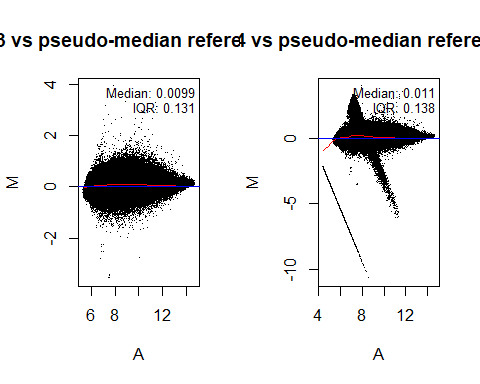 3 vs pseudo-median refere
4 vs pseudo-median refere
Median: 0.0099
IQR: 0.131
4
2
0
-2
M
6 8 12
A
Median: 0.011
IQR: 0.138
0
-5
-10
M
4 8 12
A